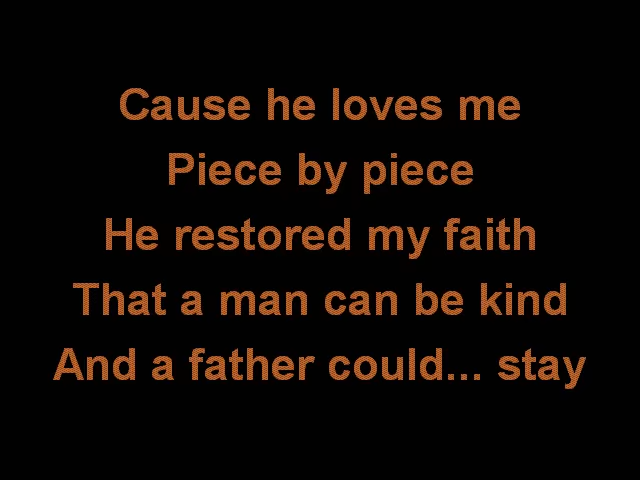 Cause he loves me
Piece by piece
He restored my faith
That a man can be kind
And a father could... stay